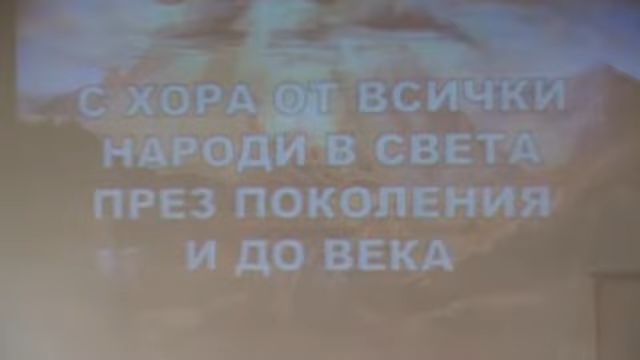 С ХОРА ОТ ВСИЧКИ
НАРОДИ В СВЕТА
ПРЕЗ ПОКОЛЕНИЯ
И ДО ВЕКА